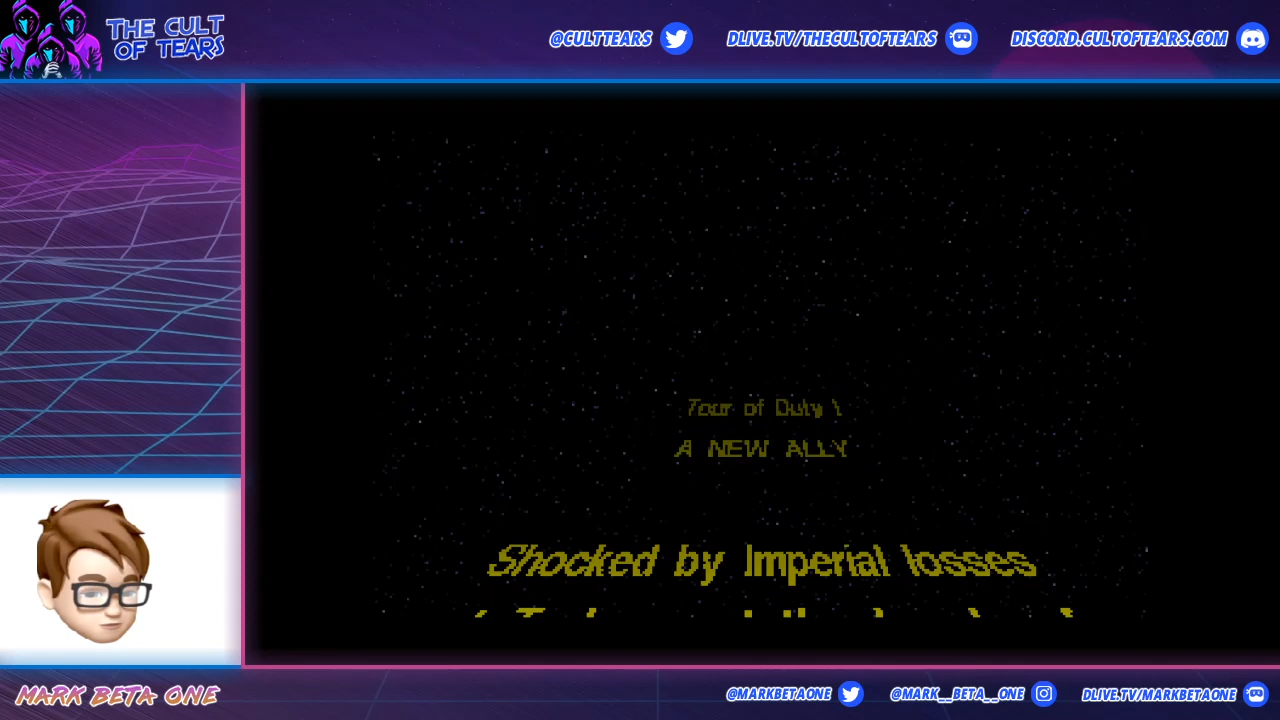 THE CULT
OF TEARS
@CULTTEARS
DLIVE.TV/THECULTOFTEARS
DISCORD.CULTOFTEARS.COM
Tour of Duty 1
A NEW ALLY
Shocked by Imperial losses
MARK BETA ONE
@MARKBETAONE
@MARK__BETA__ONE
DLIVE.TV/MARKBETAONE